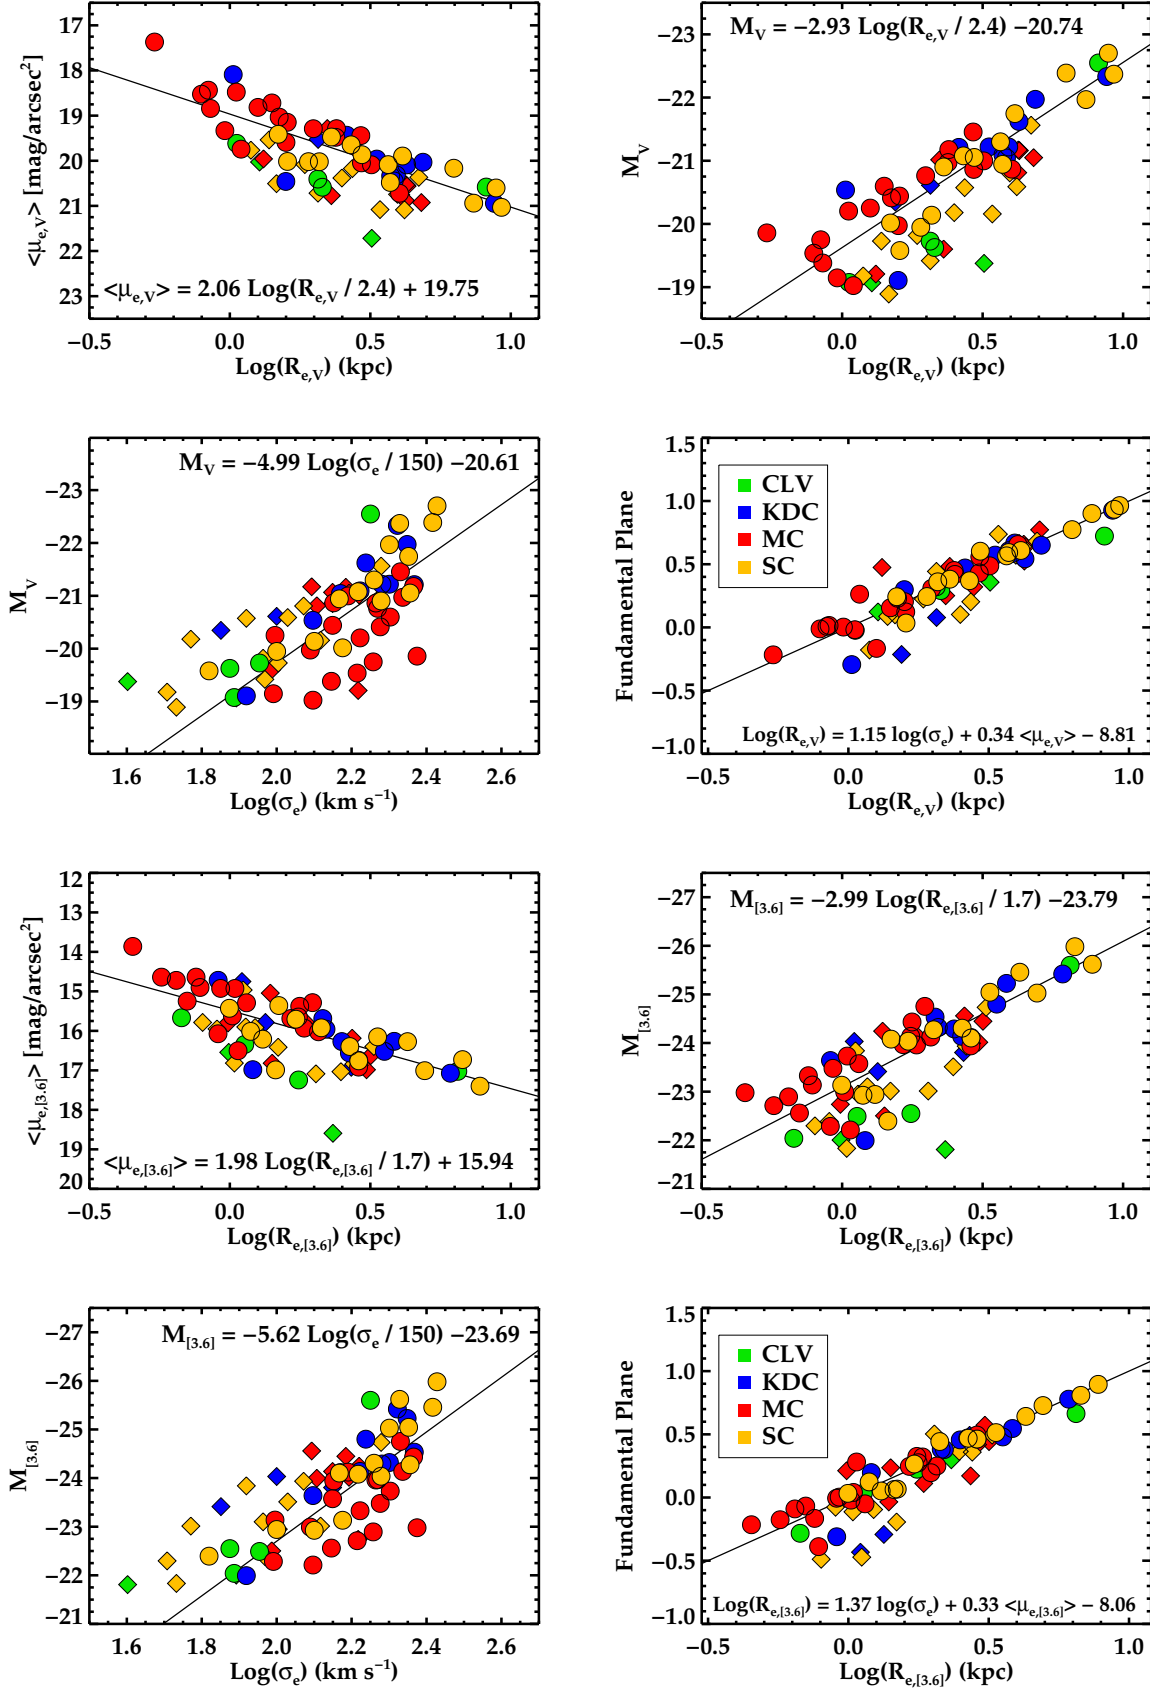 17
18
19
20
21
22
23
<μe,V> [mag/arcsec²]
<μe,V> = 2.06 Log(Re,V / 2.4) + 19.75
−0.5 0.0 0.5 1.0
Log(Re,V) (kpc)
MV = −2.93 Log(Re,V / 2.4) −20.74
-23
-22
-21
-20
-19
MV
−0.5 0.0 0.5 1.0
Log(Re,V) (kpc)
MV = −4.99 Log(σe / 150) −20.61
-23
-22
-21
-20
-19
MV
1.6 1.8 2.0 2.2 2.4 2.6
Log(σe) (km s−1)
1.5
1.0
0.5
0.0
−0.5
−1.0
Fundamental Plane
CLV
KDC
MC
SC
Log(Re,V) = 1.15 log(σe) + 0.34 <μe,V> − 8.81
−0.5 0.0 0.5 1.0
Log(Re,V) (kpc)
12
13
14
15
16
17
18
19
20
<μe,[3.6]> [mag/arcsec²]
<μe,[3.6]> = 1.98 Log(Re,[3.6] / 1.7) + 15.94
−0.5 0.0 0.5 1.0
Log(Re,[3.6]) (kpc)
M[3.6] = −2.99 Log(Re,[3.6] / 1.7) −23.79
-27
-26
-25
-24
-23
-22
-21
M[3.6]
−0.5 0.0 0.5 1.0
Log(Re,[3.6]) (kpc)
M[3.6] = −5.62 Log(σe / 150) −23.69
-27
-26
-25
-24
-23
-22
-21
M[3.6]
1.6 1.8 2.0 2.2 2.4 2.6
Log(σe) (km s−1)
1.5
1.0
0.5
0.0
−0.5
−1.0
Fundamental Plane
CLV
KDC
MC
SC
Log(Re,[3.6]) = 1.37 log(σe) + 0.33 <μe,[3.6]> − 8.06
−0.5 0.0 0.5 1.0
Log(Re,[3.6]) (kpc)